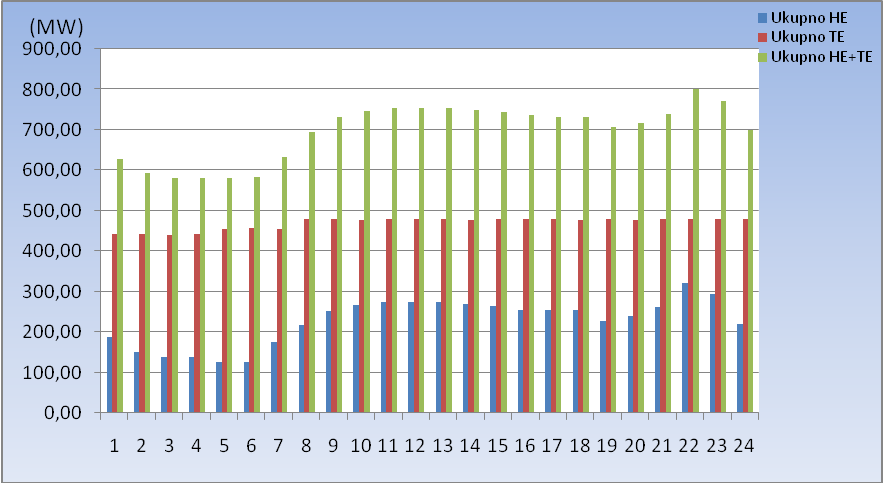 (MW)
Ukupno HE
Ukupno TE
Ukupno HE+TE
900,00
800,00
700,00
600,00
500,00
400,00
300,00
200,00
100,00
0,00
1 2 3 4 5 6 7 8 9 10 11 12 13 14 15 16 17 18 19 20 21 22 23 24